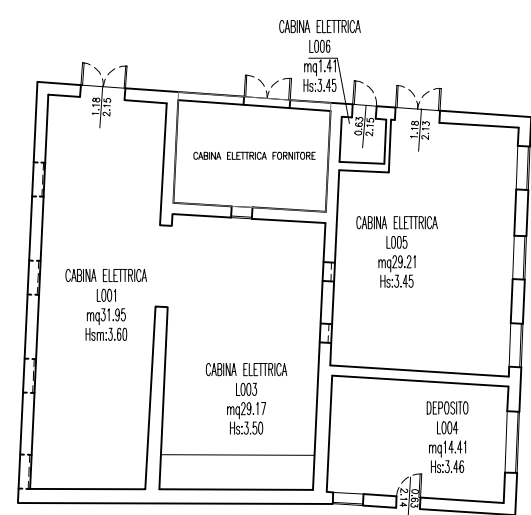 CABINA ELETTRICA
L006
mq1.41
Hs:3.45
1.18
2.15
0.63
2.15
1.18
2.13
CABINA ELETTRICA FORNITORE
CABINA ELETTRICA
L005
mq29.21
Hs:3.45
CABINA ELETTRICA
L001
mq31.95
Hsm:3.60
CABINA ELETTRICA
L003
mq29.17
Hs:3.50
DEPOSITO
L004
mq14.41
Hs:3.46
0.63
2.14